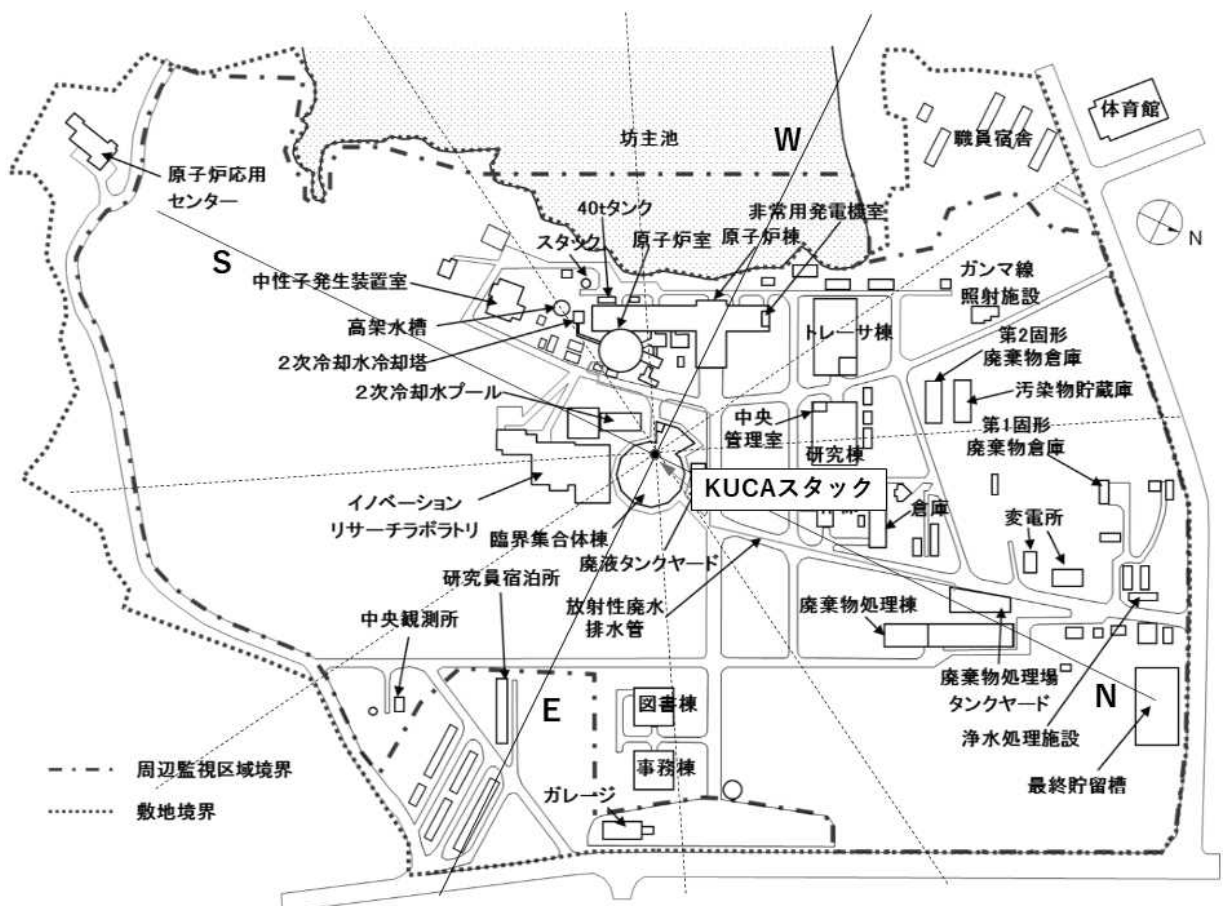 体育館
W
坊主池
職員宿舎
原子炉応用
センター
N
40tタンク
非常用発電機室
スタック
原子炉室
原子炉棟
S
中性子発生装置室
ガンマ線
照射施設
高架水槽
トレーサ棟
第2固形
廃棄物倉庫
2次冷却水冷却塔
2次冷却水プール
汚染物貯蔵庫
中央
管理室
第1固形
廃棄物倉庫
研究棟
KUCAスタック
イノベーション
リサーチラボラトリ
倉庫
変電所
臨界集合体棟
廃液タンクヤード
研究員宿泊所
放射性廃水
排水管
廃棄物処理棟
中央観測所
廃棄物処理場
タンクヤード
N
E
図書棟
浄水処理施設
周辺監視区域境界
事務棟
最終貯留槽
ガレージ
敷地境界